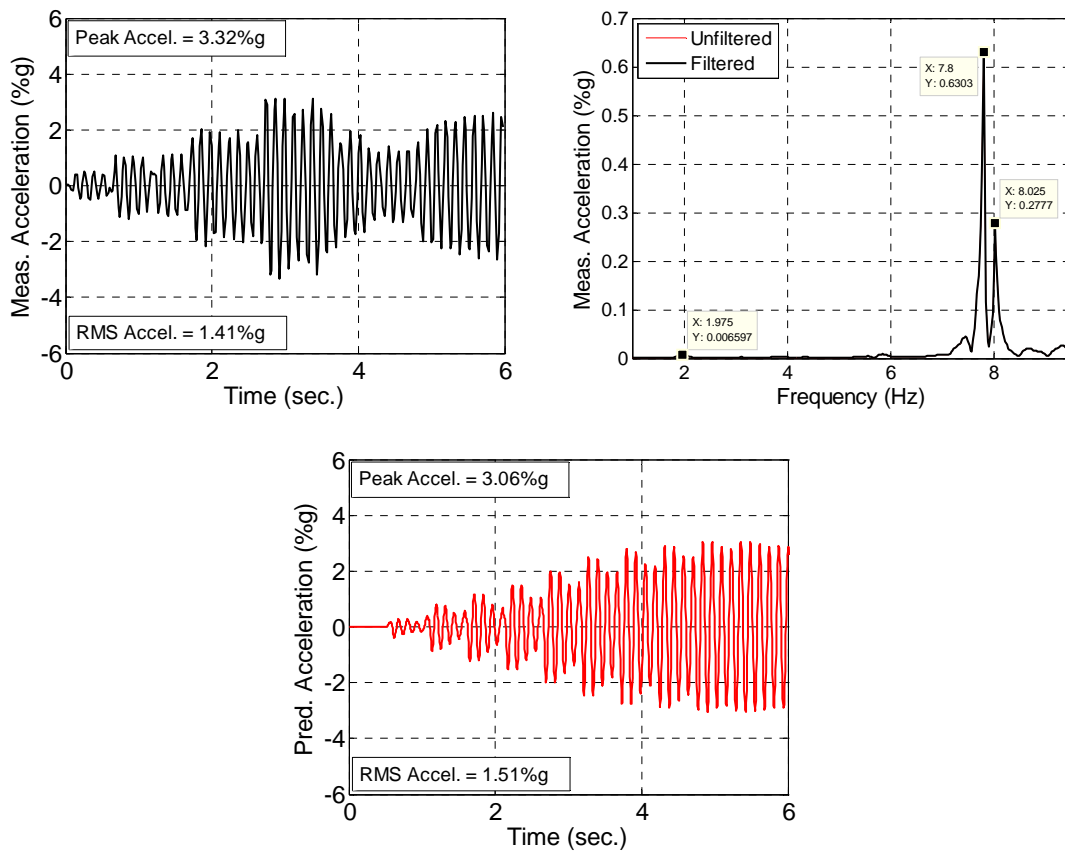 Peak Accel. = 3.32%g
RMS Accel. = 1.41%g
Meas. Acceleration (%g)
6
4
2
0
-2
-4
-6
0 2 4 6
Time (sec.)
Unfiltered
Filtered
X: 7.8
Y: 0.6303
X: 8.025
Y: 0.2777
X: 1.975
Y: 0.006597
Meas. Acceleration (%g)
0.7
0.6
0.5
0.4
0.3
0.2
0.1
0
2 4 6 8
Frequency (Hz)
Peak Accel. = 3.06%g
RMS Accel. = 1.51%g
Pred. Acceleration (%g)
6
4
2
0
-2
-4
-6
0 2 4 6
Time (sec.)